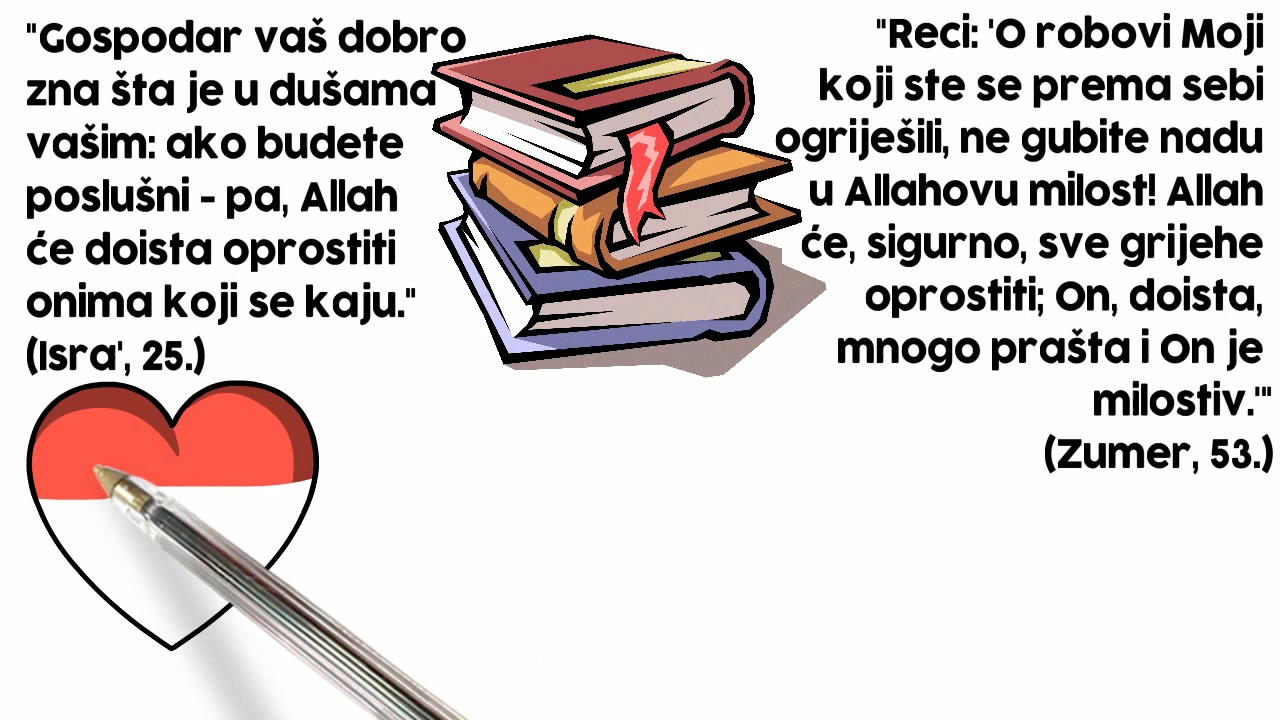 "Gospodar vaš dobro
zna šta je u dušama
vašim: ako budete
poslušni - pa, Allah
će doista oprostiti
onima koji se kaju."
(Isra', 25.)
"Reci: 'O robovi Moji
koji ste se prema sebi
ogriješili, ne gubite nadu
u Allahovu milost! Allah
će, sigurno, sve grijehe
oprostiti; On, doista,
mnogo prašta i On je
milostiv.'"
(Zumer, 53.)